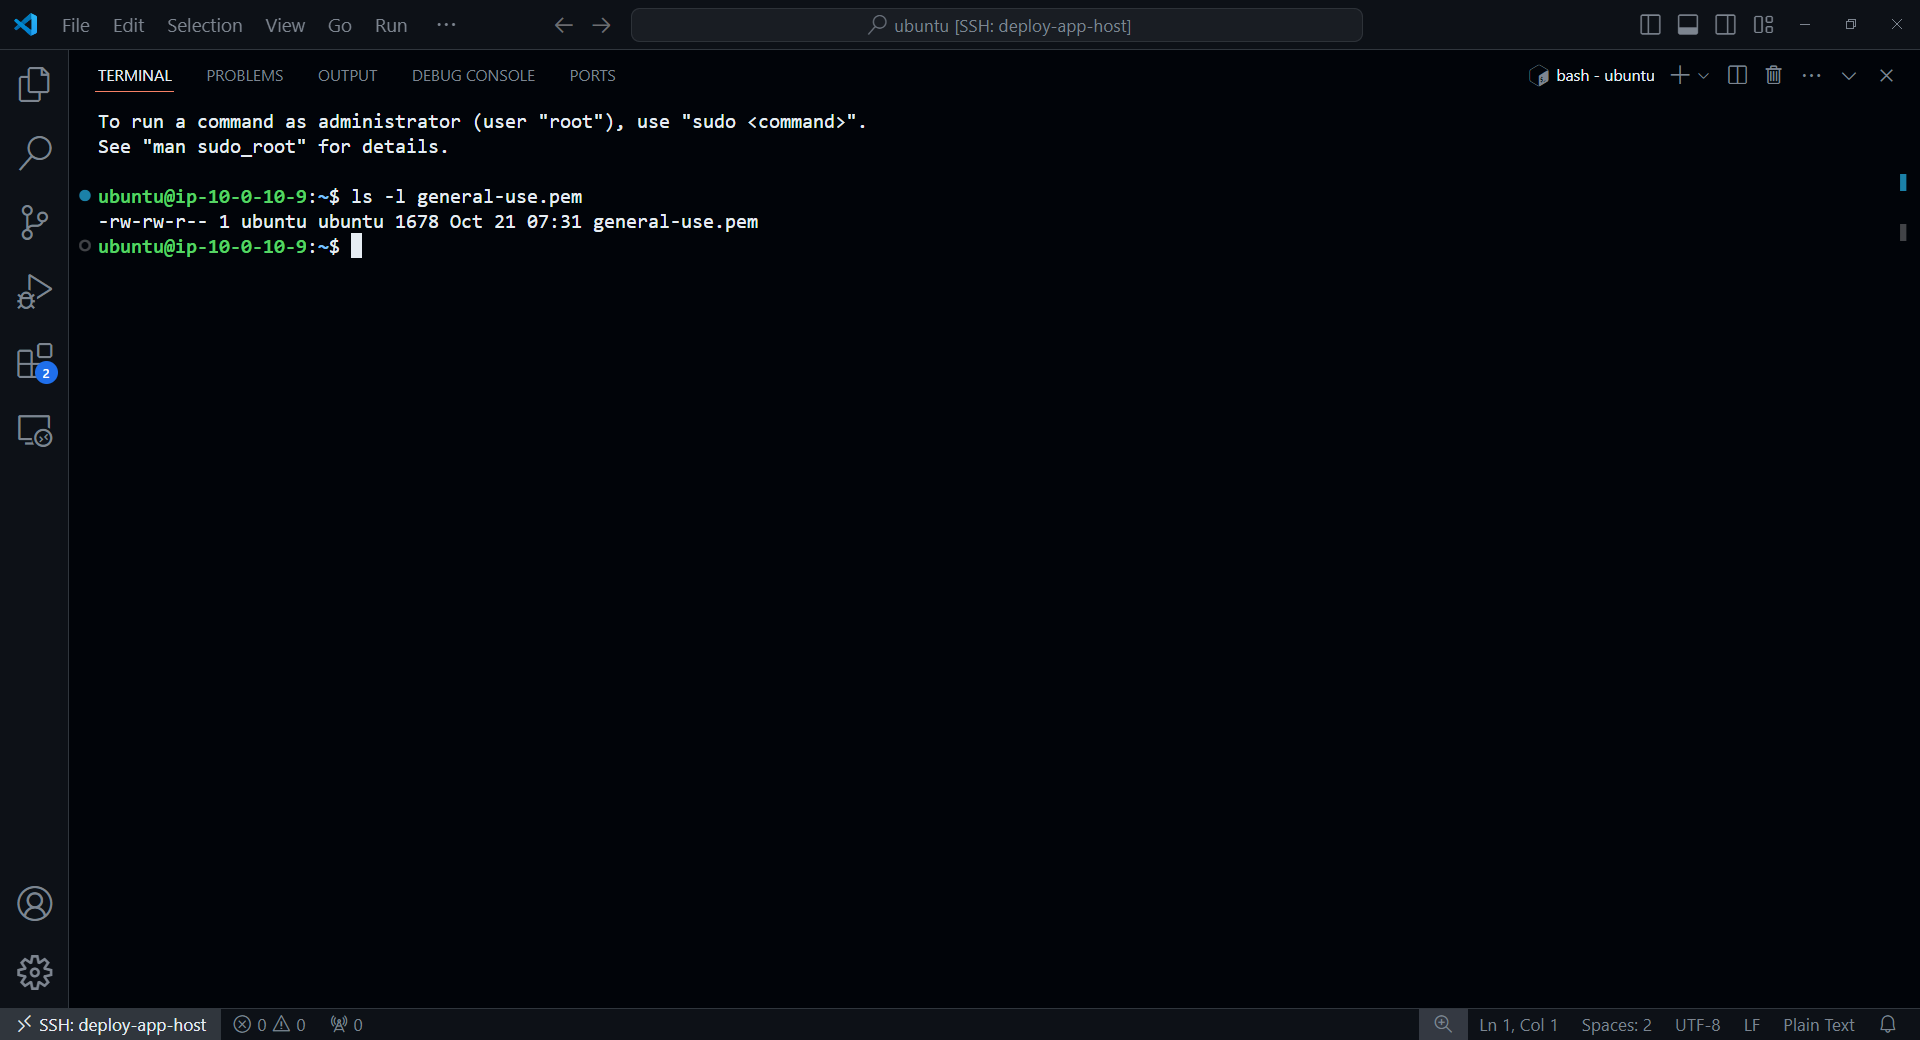 File Edit Selection View Go Run ···
ubuntu [SSH: deploy-app-host]
TERMINAL PROBLEMS OUTPUT DEBUG CONSOLE PORTS
bash - ubuntu
To run a command as administrator (user "root"), use "sudo <command>".
See "man sudo_root" for details.
ubuntu@ip-10-0-10-9:~$ ls -l general-use.pem
-rw-rw-r-- 1 ubuntu ubuntu 1678 Oct 21 07:31 general-use.pem
ubuntu@ip-10-0-10-9:~$
2
SSH: deploy-app-host 0 0 0 Ln 1, Col 1 Spaces: 2 UTF-8 LF Plain Text